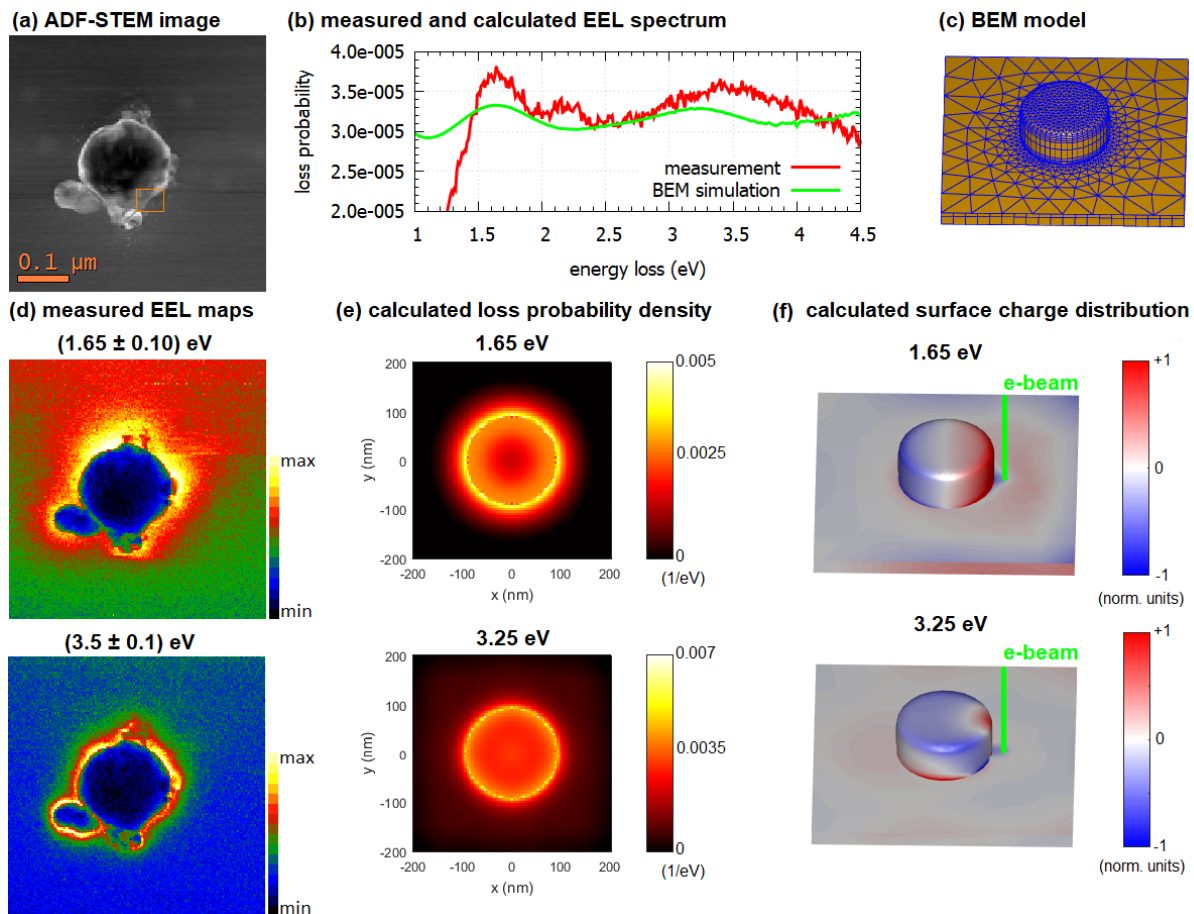 (a) ADF-STEM image
0.1 µm
(b) measured and calculated EEL spectrum
loss probability
4.0e-005
3.5e-005
3.0e-005
2.5e-005
2.0e-005
measurement
BEM simulation
1 1.5 2 2.5 3 3.5 4 4.5
energy loss (eV)
(c) BEM model
(d) measured EEL maps
(1.65 ± 0.10) eV
max
min
(3.5 ± 0.1) eV
max
min
(e) calculated loss probability density
1.65 eV
y (nm)
200
100
0
-100
-200
-200 -100 0 100 200
x (nm)
0.005
0.0025
0
(1/eV)
3.25 eV
y (nm)
200
100
0
-100
-200
-200 -100 0 100 200
x (nm)
0.007
0.0035
0
(1/eV)
(f) calculated surface charge distribution
1.65 eV
e-beam
+1
0
-1
(norm. units)
3.25 eV
e-beam
+1
0
-1
(norm. units)